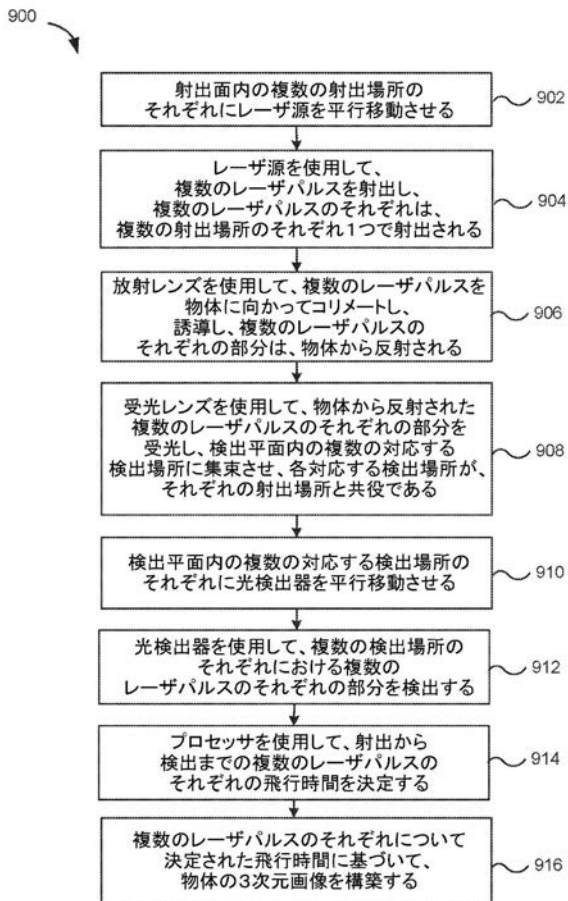 900
射出面内の複数の射出場所の
それぞれにレーザ源を平行移動させる
902
レーザ源を使用して、
複数のレーザパルスを射出し、
複数のレーザパルスのそれぞれは、
複数の射出場所のそれぞれ1つで射出される
904
放射レンズを使用して、複数のレーザパルスを
物体に向かってコリメートし、
誘導し、複数のレーザパルスの
それぞれの部分は、物体から反射される
906
受光レンズを使用して、物体から反射された
複数のレーザパルスのそれぞれの部分を
受光し、検出平面内の複数の対応する
検出場所に集束させ、各対応する検出場所が、
それぞれの射出場所と共役である
908
検出平面内の複数の対応する検出場所の
それぞれに光検出器を平行移動させる
910
光検出器を使用して、複数の検出場所の
それぞれにおける複数の
レーザパルスのそれぞれの部分を検出する
912
プロセッサを使用して、射出から
検出までの複数のレーザパルスの
それぞれの飛行時間を決定する
914
複数のレーザパルスのそれぞれについて
決定された飛行時間に基づいて、
物体の3次元画像を構築する
916